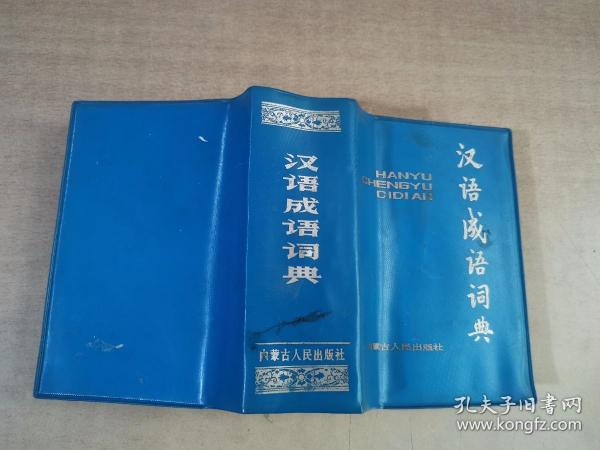 汉语成语词典
内蒙古人民出版社
HANYU
CHENGYU
CIDIAN
汉语成语词典
内蒙古人民出版社
孔夫子旧书网
www.kongfz.com